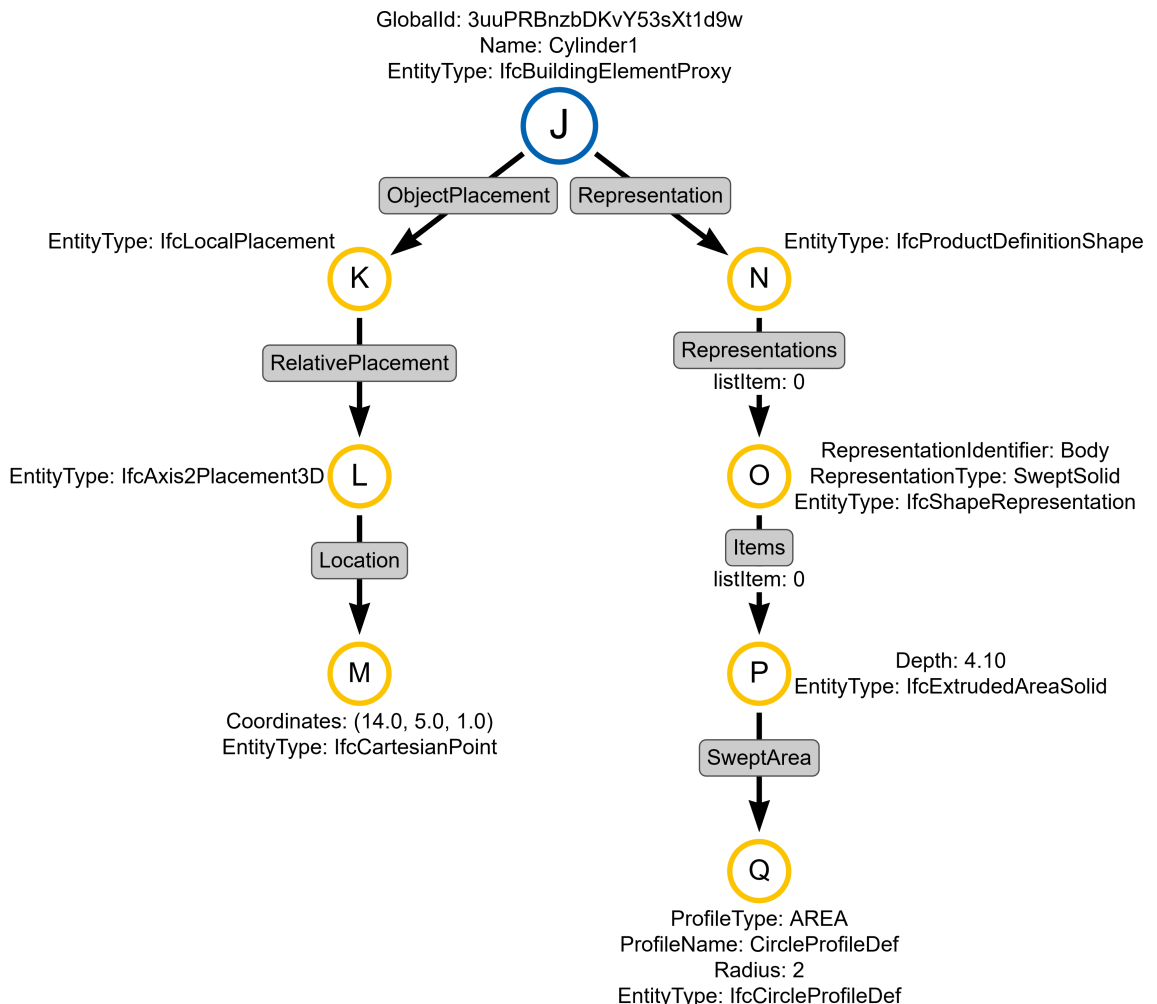 GlobalId: 3uuPRBnzbDKvY53sXt1d9w
Name: Cylinder1
EntityType: IfcBuildingElementProxy
J
ObjectPlacement
Representation
EntityType: IfcLocalPlacement
K
N
EntityType: IfcProductDefinitionShape
RelativePlacement
Representations
listItem: 0
EntityType: IfcAxis2Placement3D
L
O
RepresentationIdentifier: Body
RepresentationType: SweptSolid
EntityType: IfcShapeRepresentation
Location
Items
listItem: 0
M
Coordinates: (14.0, 5.0, 1.0)
EntityType: IfcCartesianPoint
P
Depth: 4.10
EntityType: IfcExtrudedAreaSolid
SweptArea
Q
ProfileType: AREA
ProfileName: CircleProfileDef
Radius: 2
EntityType: IfcCircleProfileDef